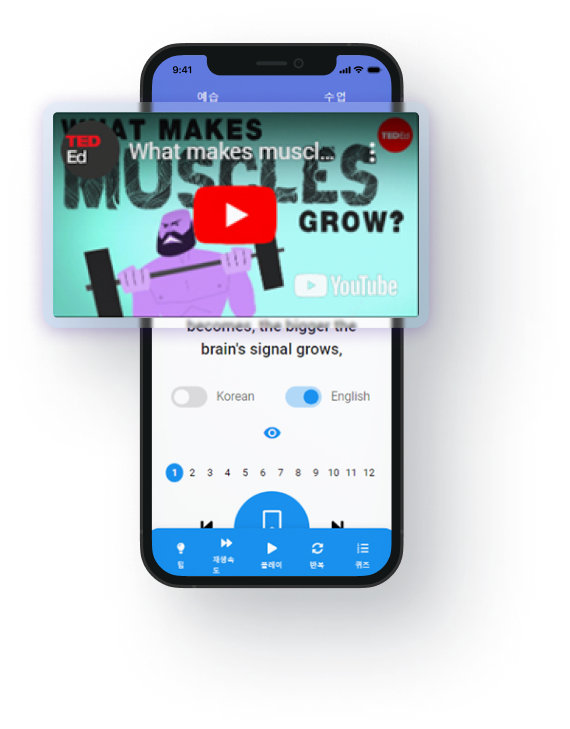 9:41
예습 수업
WHAT MAKES
MUSCLES
GROW?
TED Ed
What makes muscl...
TED Ed
YouTube
becomes, the bigger the
brain's signal grows,
Korean English
1 2 3 4 5 6 7 8 9 10 11 12
팁 재생속도 플레이 반복 퀴즈